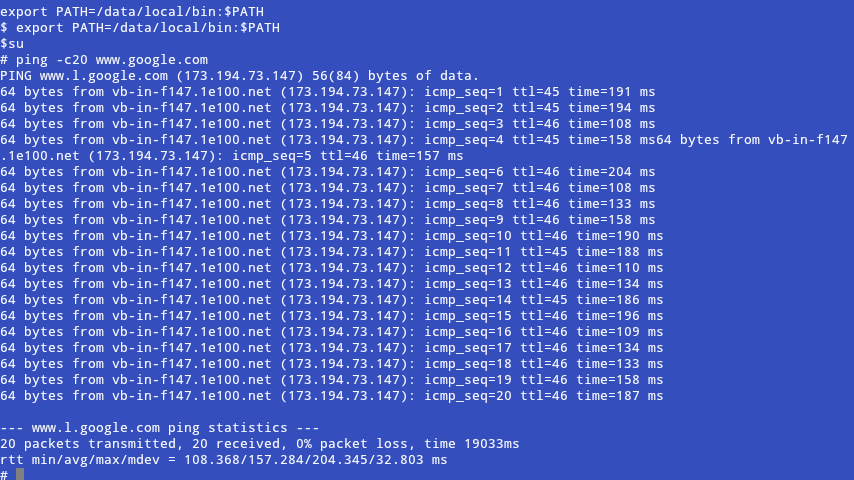 export PATH=/data/local/bin:$PATH
$ export PATH=/data/local/bin:$PATH
$su
# ping -c20 www.google.com
PING www.l.google.com (173.194.73.147) 56(84) bytes of data.
64 bytes from vb-in-f147.1e100.net (173.194.73.147): icmp_seq=1 ttl=45 time=191 ms
64 bytes from vb-in-f147.1e100.net (173.194.73.147): icmp_seq=2 ttl=45 time=194 ms
64 bytes from vb-in-f147.1e100.net (173.194.73.147): icmp_seq=3 ttl=46 time=108 ms
64 bytes from vb-in-f147.1e100.net (173.194.73.147): icmp_seq=4 ttl=45 time=158 ms64 bytes from vb-in-f147
.1e100.net (173.194.73.147): icmp_seq=5 ttl=46 time=157 ms
64 bytes from vb-in-f147.1e100.net (173.194.73.147): icmp_seq=6 ttl=46 time=204 ms
64 bytes from vb-in-f147.1e100.net (173.194.73.147): icmp_seq=7 ttl=46 time=108 ms
64 bytes from vb-in-f147.1e100.net (173.194.73.147): icmp_seq=8 ttl=46 time=133 ms
64 bytes from vb-in-f147.1e100.net (173.194.73.147): icmp_seq=9 ttl=46 time=158 ms
64 bytes from vb-in-f147.1e100.net (173.194.73.147): icmp_seq=10 ttl=46 time=190 ms
64 bytes from vb-in-f147.1e100.net (173.194.73.147): icmp_seq=11 ttl=45 time=188 ms
64 bytes from vb-in-f147.1e100.net (173.194.73.147): icmp_seq=12 ttl=46 time=110 ms
64 bytes from vb-in-f147.1e100.net (173.194.73.147): icmp_seq=13 ttl=46 time=134 ms
64 bytes from vb-in-f147.1e100.net (173.194.73.147): icmp_seq=14 ttl=45 time=186 ms
64 bytes from vb-in-f147.1e100.net (173.194.73.147): icmp_seq=15 ttl=46 time=196 ms
64 bytes from vb-in-f147.1e100.net (173.194.73.147): icmp_seq=16 ttl=46 time=109 ms
64 bytes from vb-in-f147.1e100.net (173.194.73.147): icmp_seq=17 ttl=46 time=134 ms
64 bytes from vb-in-f147.1e100.net (173.194.73.147): icmp_seq=18 ttl=46 time=133 ms
64 bytes from vb-in-f147.1e100.net (173.194.73.147): icmp_seq=19 ttl=46 time=158 ms
64 bytes from vb-in-f147.1e100.net (173.194.73.147): icmp_seq=20 ttl=46 time=187 ms
--- www.l.google.com ping statistics ---
20 packets transmitted, 20 received, 0% packet loss, time 19033ms
rtt min/avg/max/mdev = 108.368/157.284/204.345/32.803 ms
#